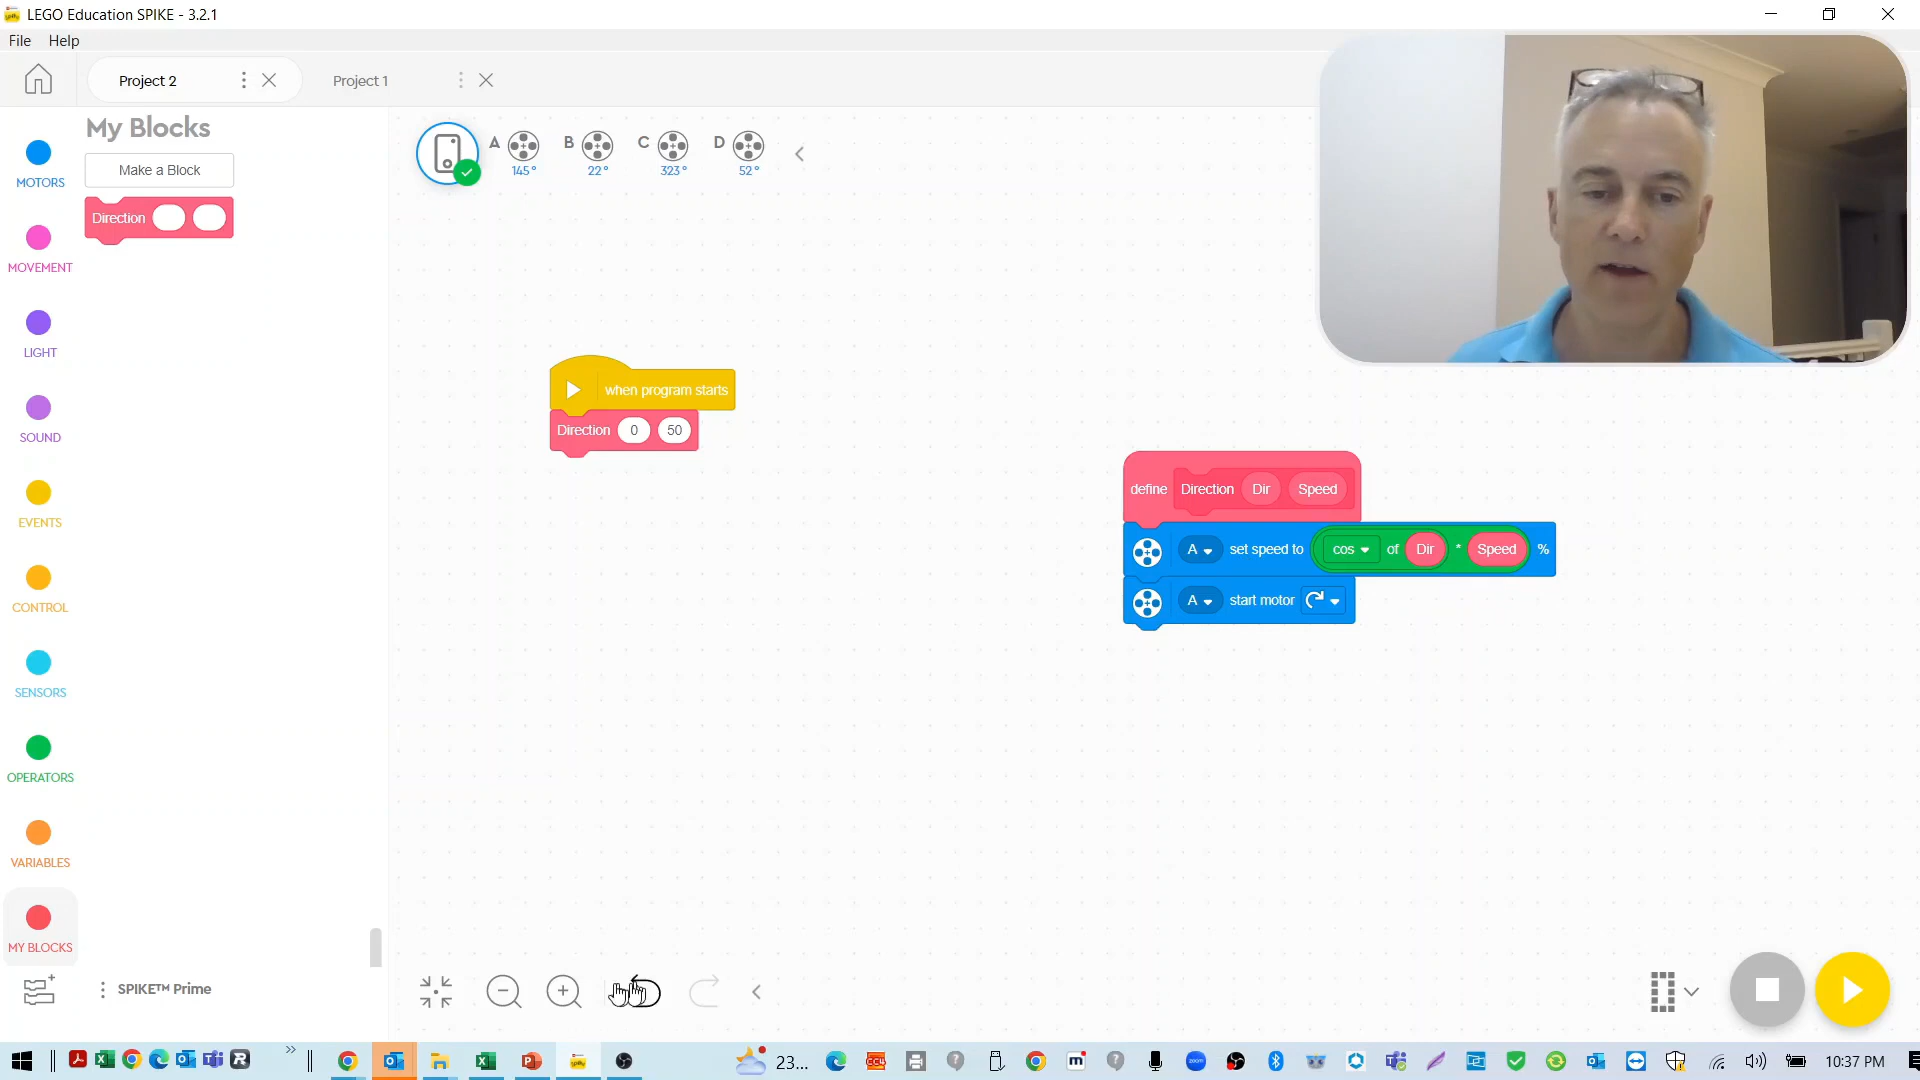 LEGO Education SPIKE - 3.2.1
File Help
Project 2
Project 1
My Blocks
Make a Block
Direction
MOTORS
MOVEMENT
LIGHT
SOUND
EVENTS
CONTROL
SENSORS
OPERATORS
VARIABLES
MY BLOCKS
A
145°
B
22°
C
323°
D
52°
when program starts
Direction 0 50
define Direction Dir Speed
A set speed to cos of Dir * Speed %
A start motor
SPIKE™ Prime
23...
10:37 PM